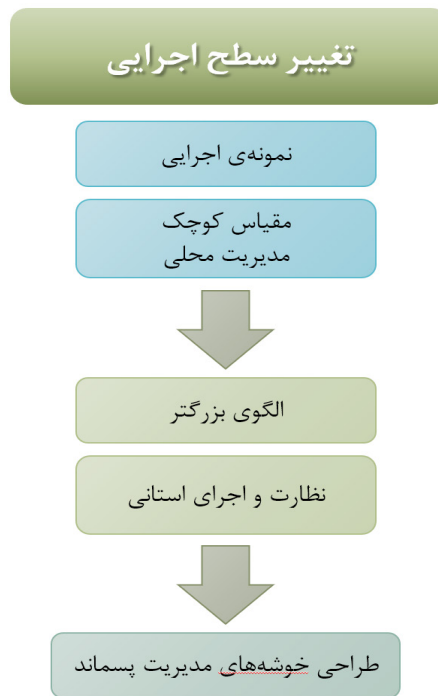 تغییر سطح اجرایی
نمونه‌ی اجرایی
مقیاس کوچک
مدیریت محلی
الگوی بزرگتر
نظارت و اجرای استانی
طراحی خوشه‌های مدیریت پسماند